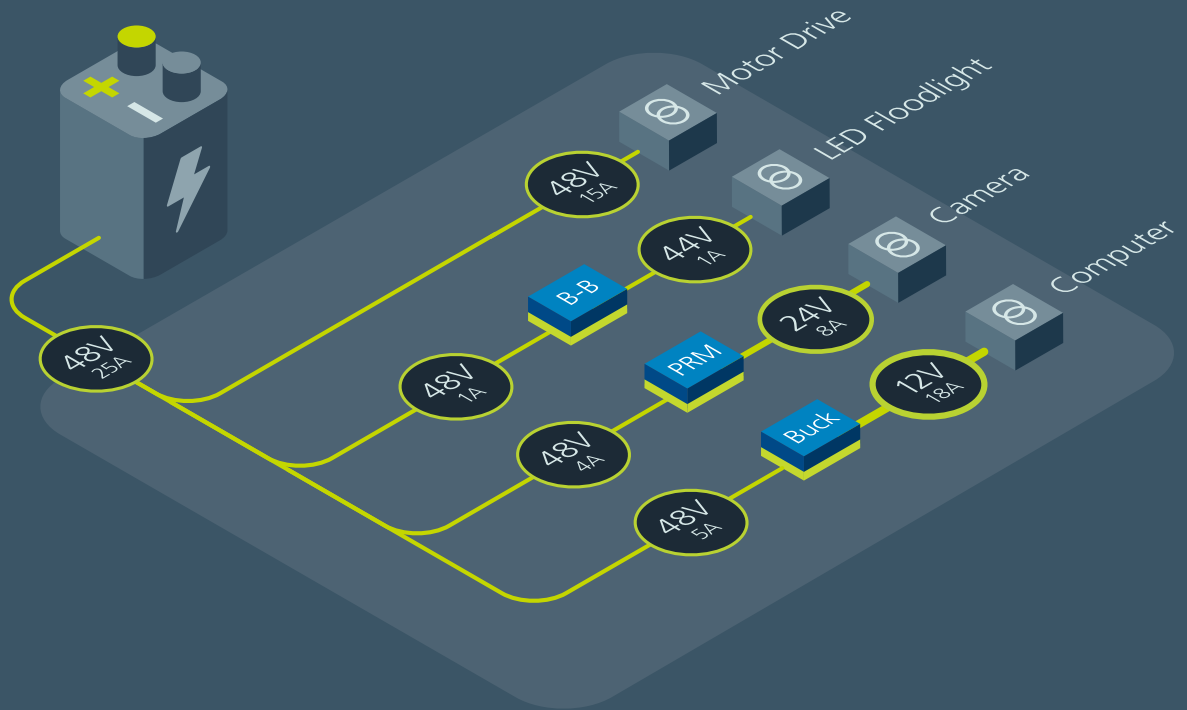 Motor Drive
48V
15A
LED Floodlight
44V
1A
B-B
48V
1A
Camera
24V
8A
PRM
48V
4A
Computer
12V
18A
Buck
48V
5A
48V
25A